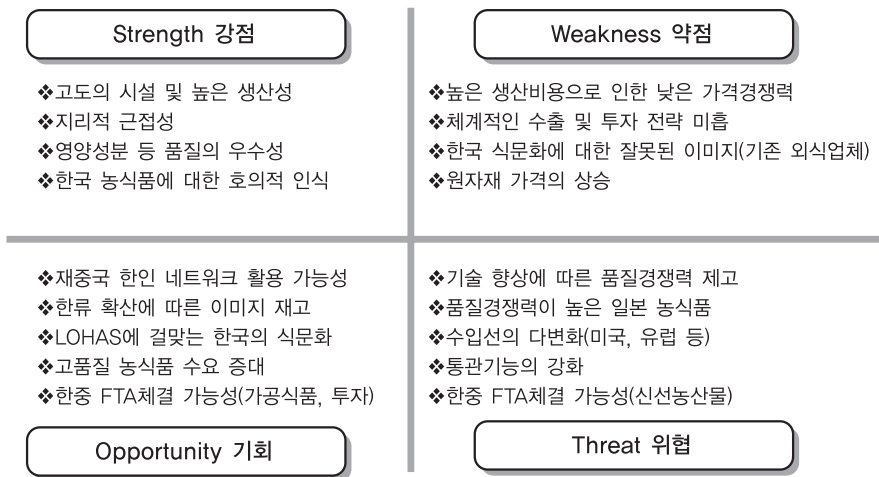 Strength 강점
❖고도의 시설 및 높은 생산성
❖지리적 근접성
❖영양성분 등 품질의 우수성
❖한국 농식품에 대한 호의적 인식
Weakness 약점
❖높은 생산비용으로 인한 낮은 가격경쟁력
❖체계적인 수출 및 투자 전략 미흡
❖한국 식문화에 대한 잘못된 이미지(기존 외식업체)
❖원자재 가격의 상승
❖재중국 한인 네트워크 활용 가능성
❖한류 확산에 따른 이미지 재고
❖LOHAS에 걸맞는 한국의 식문화
❖고품질 농식품 수요 증대
❖한중 FTA체결 가능성(가공식품, 투자)
Opportunity 기회
❖기술 향상에 따른 품질경쟁력 제고
❖품질경쟁력이 높은 일본 농식품
❖수입선의 다변화(미국, 유럽 등)
❖통관기능의 강화
❖한중 FTA체결 가능성(신선농산물)
Threat 위협